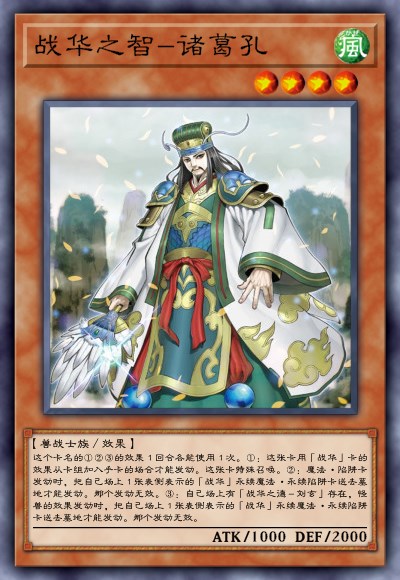 战华之智-诸葛孔
風
【兽战士族/效果】
这个卡名的①②③的效果1回合各能使用1次。①：这张卡用「战华」卡的
效果从卡组加入手卡的场合才能发动。这张卡特殊召唤。②：魔法·陷阱卡
发动时，把自己场上1张表侧表示的「战华」永续魔法·永续陷阱卡送去墓
地才能发动。那个发动无效。③：自己场上有「战华之德-刘玄」存在，怪
兽的效果发动时，把自己场上1张表侧表示的「战华」永续魔法·永续陷阱
卡送去墓地才能发动。那个发动无效。
ATK/1000 DEF/2000